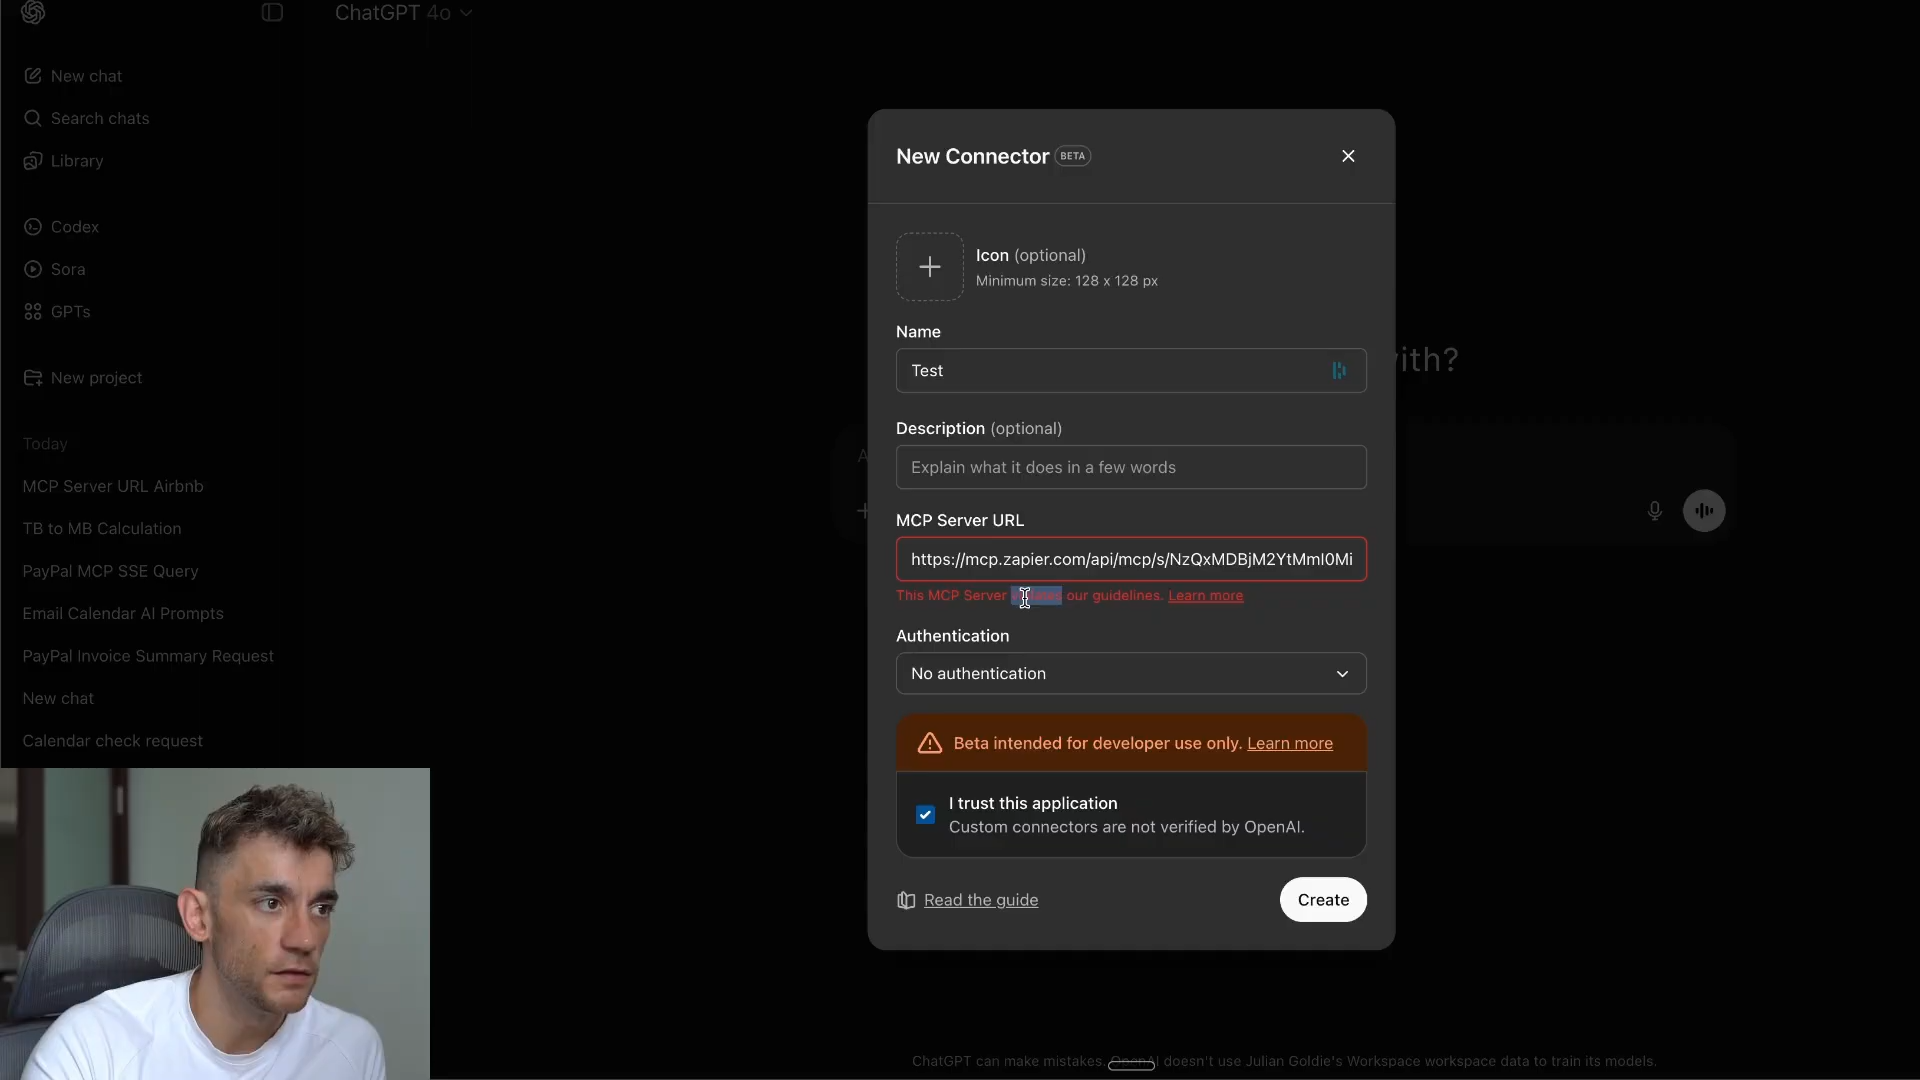 ChatGPT 4o
New chat
Search chats
Library
Codex
Sora
GPTs
New project
Today
MCP Server URL Airbnb
TB to MB Calculation
PayPal MCP SSE Query
Email Calendar AI Prompts
PayPal Invoice Summary Request
New chat
Calendar check request
New Connector BETA
Icon (optional)
Minimum size: 128 x 128 px
Name
Test
Description (optional)
Explain what it does in a few words
MCP Server URL
https://mcp.zapier.com/api/mcp/s/NzQxMDBjM2YtMmI0Mi
This MCP Server our guidelines. Learn more
Authentication
No authentication
Beta intended for developer use only. Learn more
I trust this application
Custom connectors are not verified by OpenAI.
Read the guide
Create
with?
ChatGPT can make mistakes. OpenAI doesn't use Julian Goldie's Workspace workspace data to train its models.